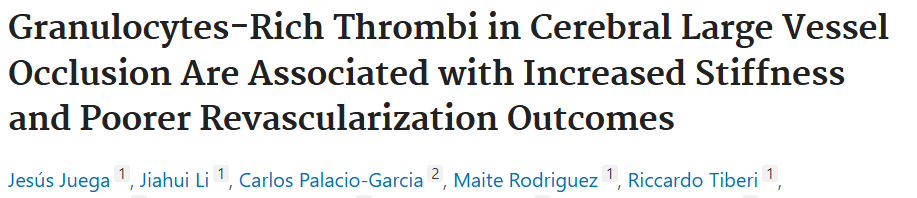 Granulocytes-Rich Thrombi in Cerebral Large Vessel
Occlusion Are Associated with Increased Stiffness
and Poorer Revascularization Outcomes
Jesús Juega 1, Jiahui Li 1, Carlos Palacio-Garcia 2, Maite Rodriguez 1, Riccardo Tiberi 1,